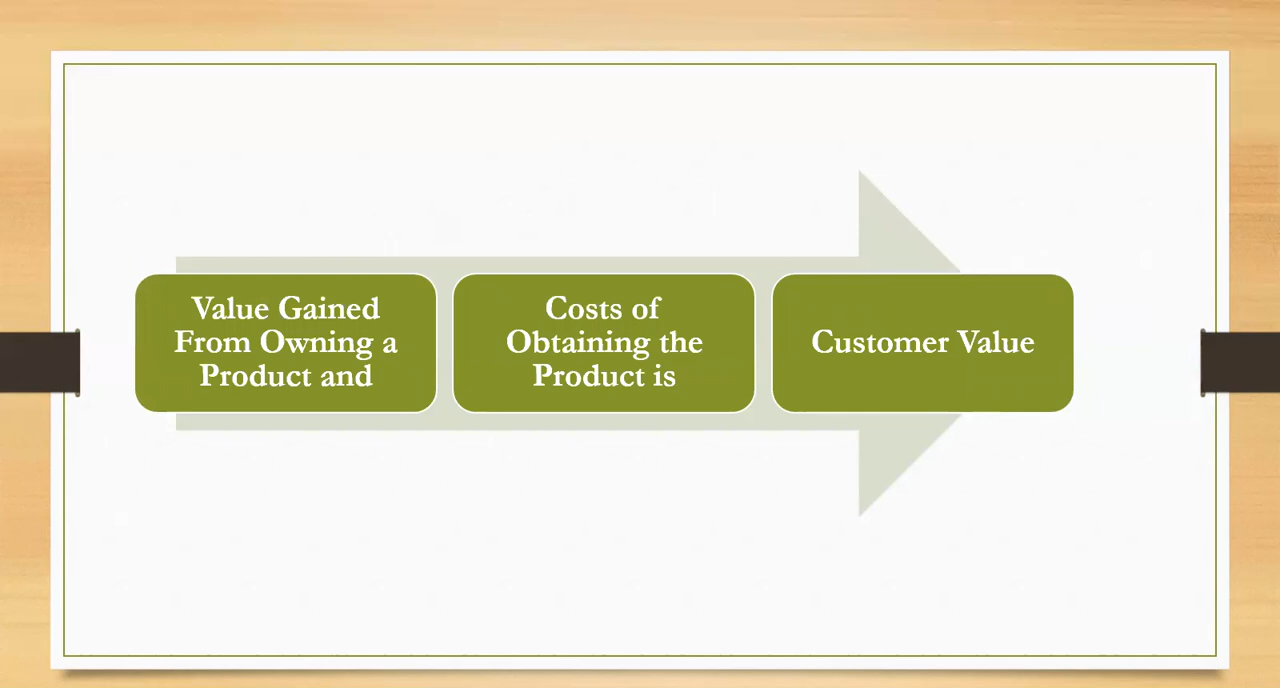 Value Gained
From Owning a
Product and
Costs of
Obtaining the
Product is
Customer Value